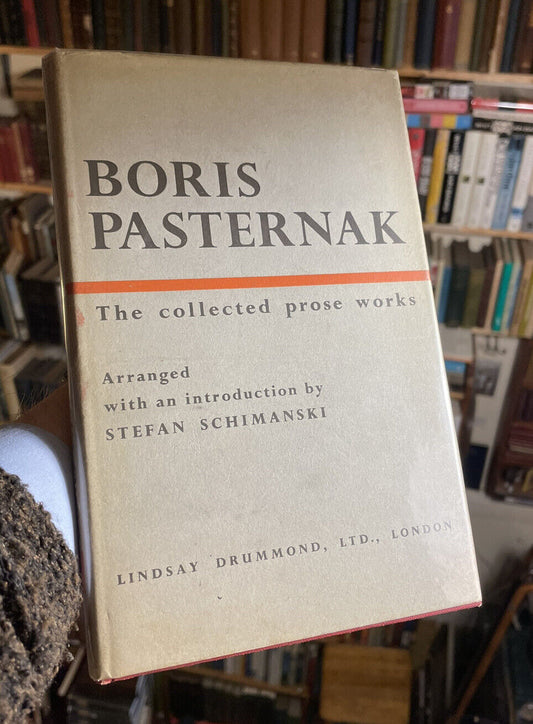 BORIS
PASTERNAK
The collected prose works
Arranged
with an introduction by
STEFAN SCHIMANSKI
LINDSAY DRUMMOND, LTD., LONDON